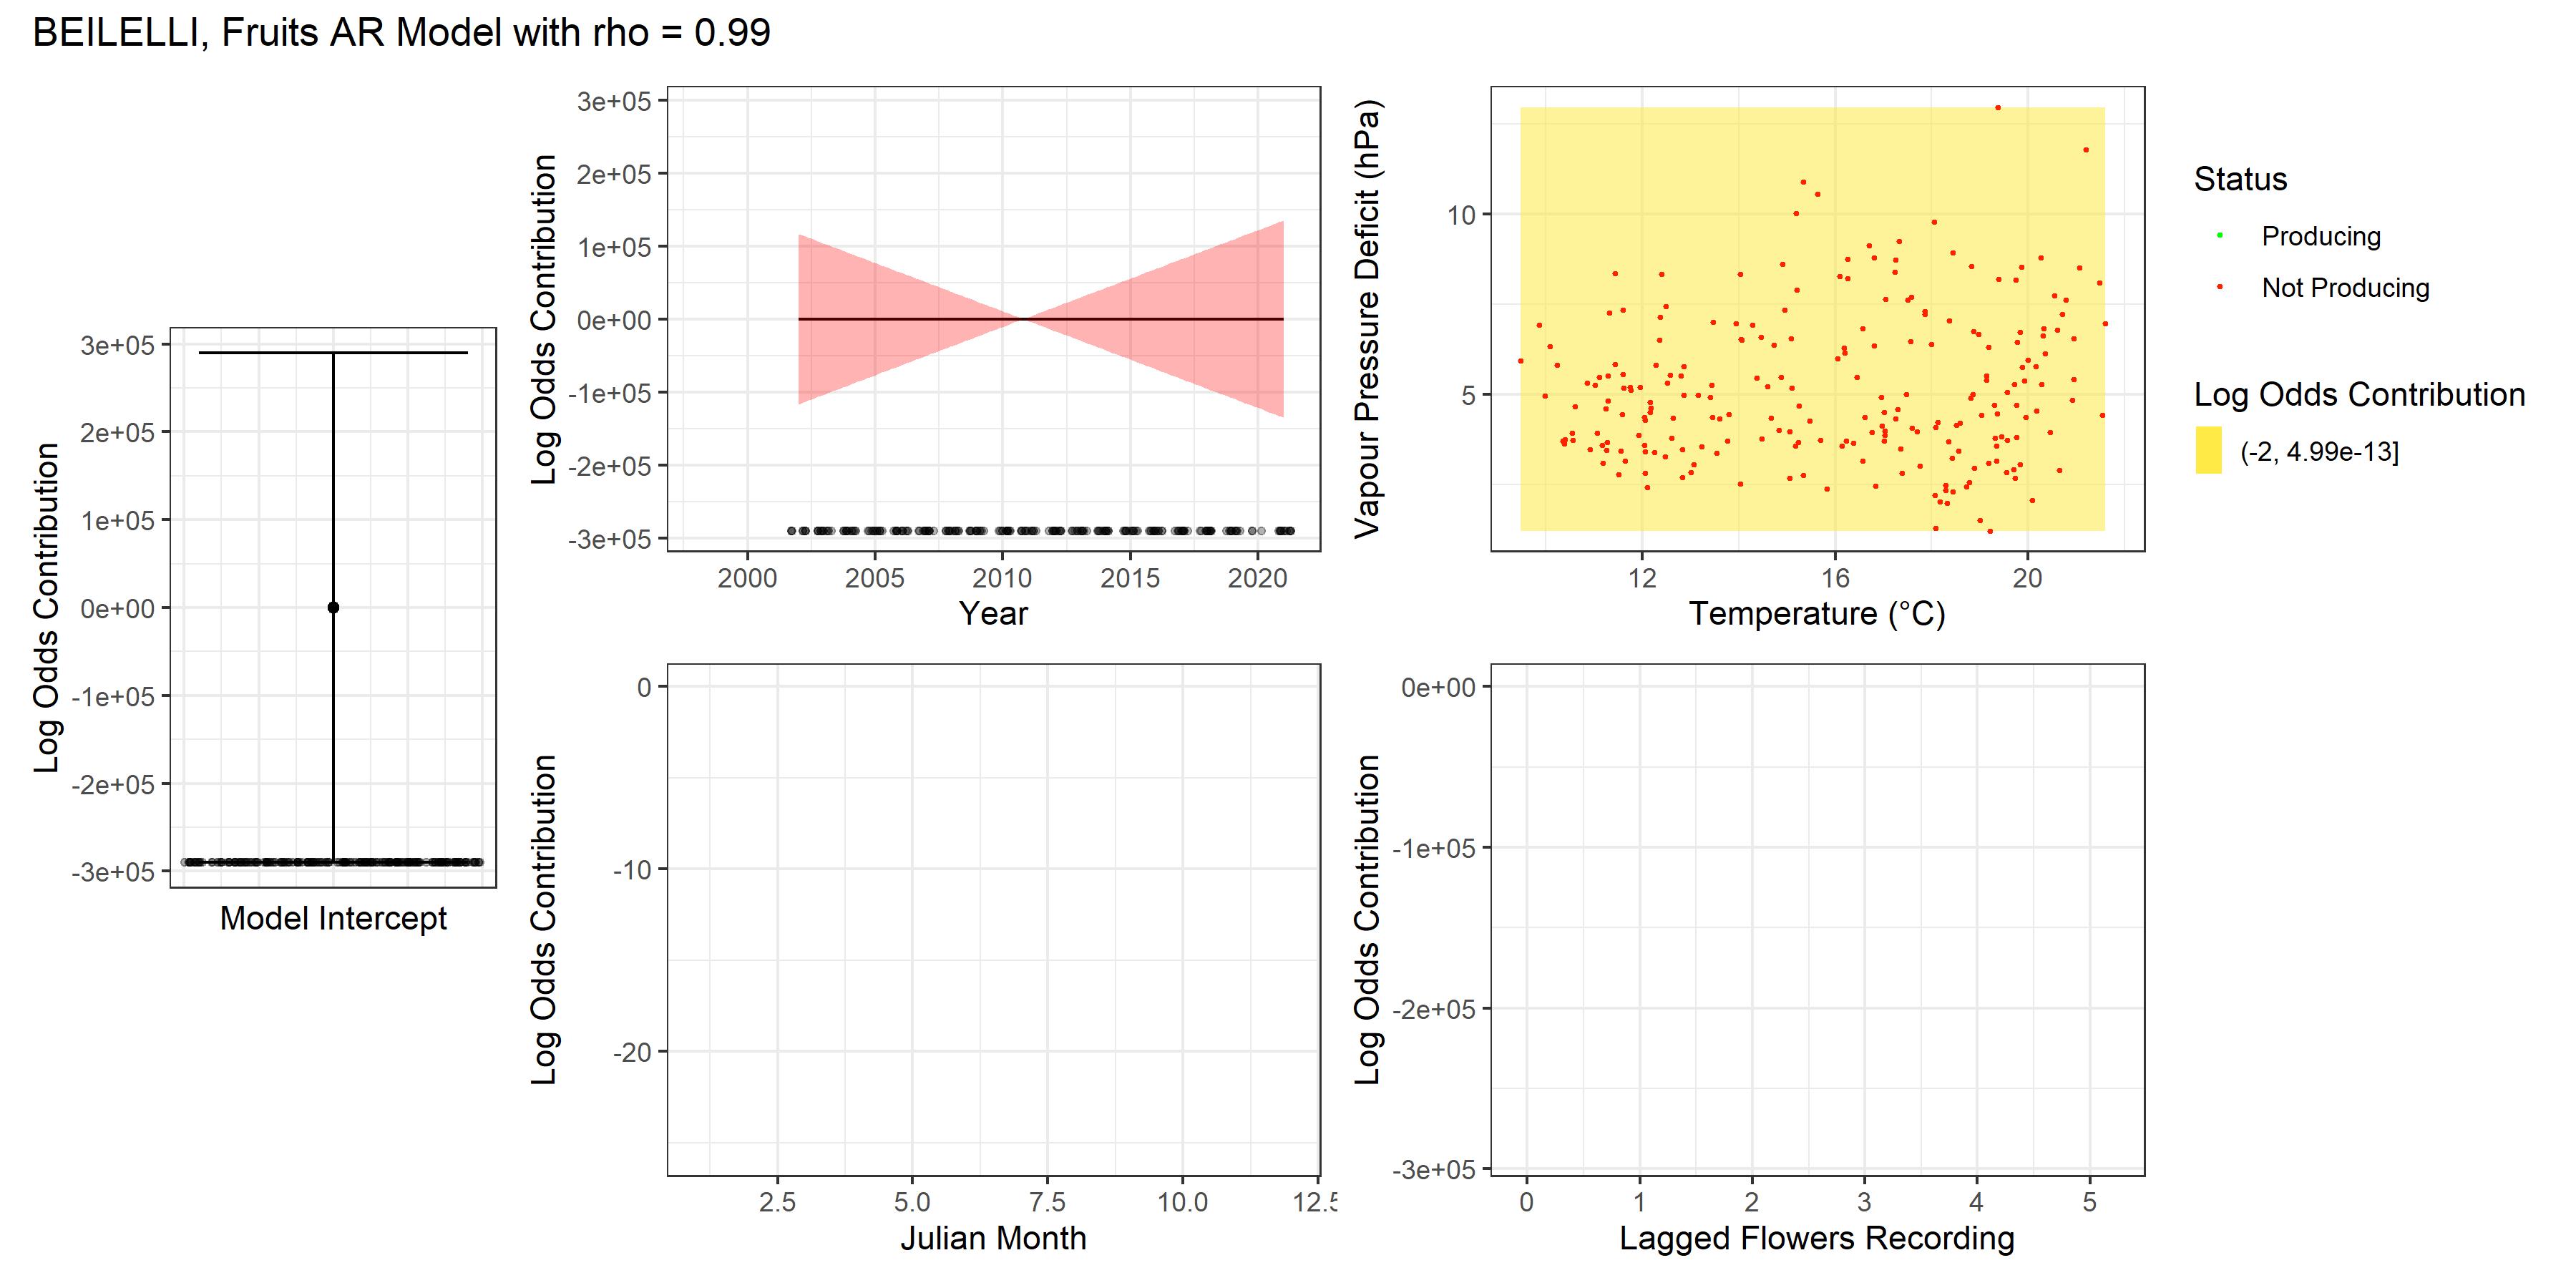 BEILELLI, Fruits AR Model with rho = 0.99
Log Odds Contribution
3e+05
2e+05
1e+05
0e+00
-1e+05
-2e+05
-3e+05
Model Intercept
Log Odds Contribution
3e+05
2e+05
1e+05
0e+00
-1e+05
-2e+05
-3e+05
2000 2005 2010 2015 2020
Year
Vapour Pressure Deficit (hPa)
10
5
12 16 20
Temperature (°C)
Status
Producing
Not Producing
Log Odds Contribution
(-2, 4.99e-13]
Log Odds Contribution
0
-10
-20
2.5 5.0 7.5 10.0 12.5
Julian Month
Log Odds Contribution
0e+00
-1e+05
-2e+05
-3e+05
0 1 2 3 4 5
Lagged Flowers Recording